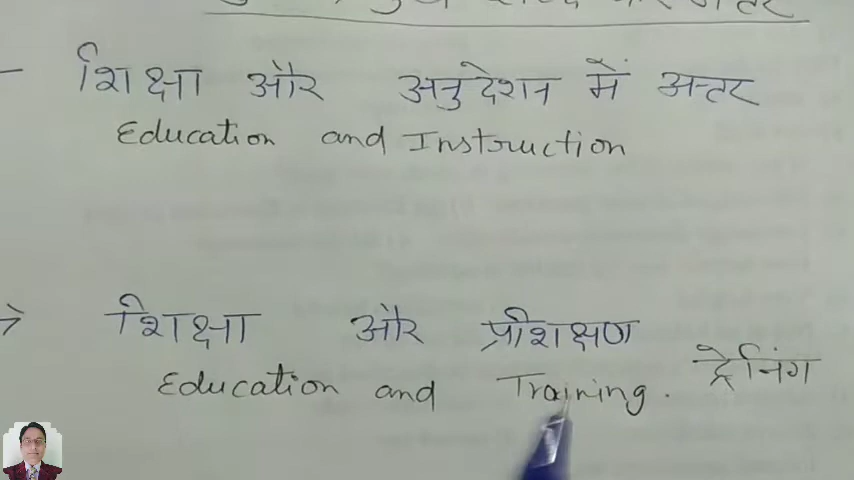 – शिक्षा और अनुदेशन में अन्तर
Education and Instruction
→ शिक्षा और प्रशिक्षण
Education and Training. ट्रेनिंग